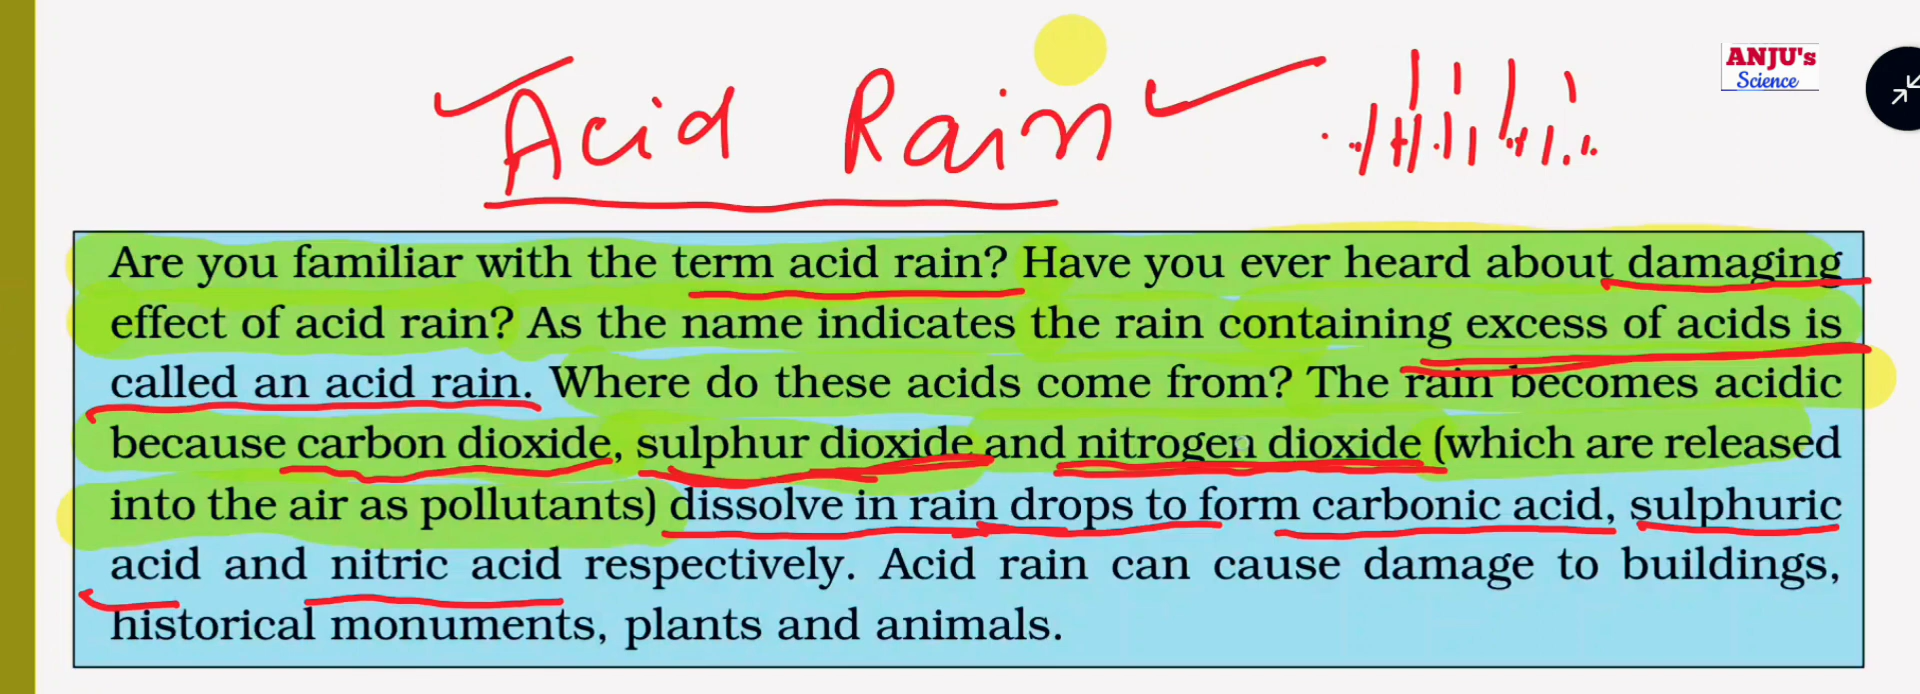 ANJU's
Science
Acid Rain
Are you familiar with the term acid rain? Have you ever heard about damaging
effect of acid rain? As the name indicates the rain containing excess of acids is
called an acid rain. Where do these acids come from? The rain becomes acidic
because carbon dioxide, sulphur dioxide and nitrogen dioxide (which are released
into the air as pollutants) dissolve in rain drops to form carbonic acid, sulphuric
acid and nitric acid respectively. Acid rain can cause damage to buildings,
historical monuments, plants and animals.